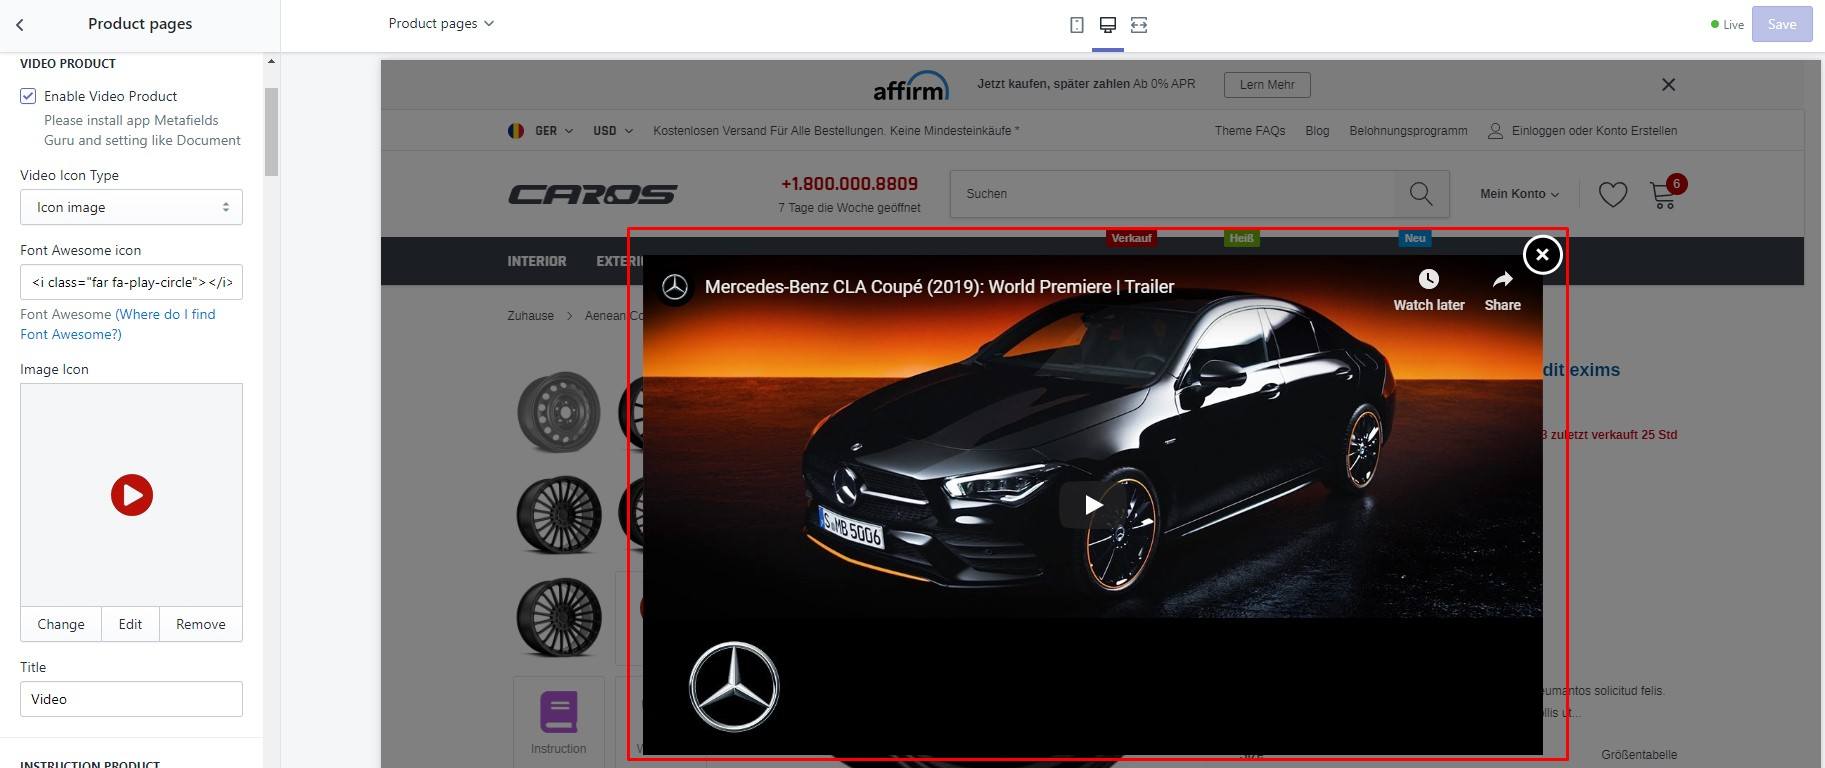 Product pages
Product pages
Live
Save
VIDEO PRODUCT
Enable Video Product
Please install app Metafields
Guru and setting like Document
Video Icon Type
Icon image
Font Awesome icon
<i class="far fa-play-circle"></i>
Font Awesome (Where do I find
Font Awesome?)
Image Icon
Change
Edit
Remove
Title
Video
INSTRUCTION PRODUCT
affirm
Jetzt kaufen, später zahlen Ab 0% APR
Lern Mehr
GER
USD
Kostenlosen Versand Für Alle Bestellungen. Keine Mindesteinkäufe *
Theme FAQs
Blog
Belohnungsprogramm
Einloggen oder Konto Erstellen
CAROS
+1.800.000.8809
7 Tage die Woche geöffnet
Suchen
Mein Konto
6
Verkauf
Heiß
Neu
INTERIOR
EXTERI
Zuhause
Aenean Co
Mercedes-Benz CLA Coupé (2019): World Premiere | Trailer
Watch later
Share
dit exims
3 zuletzt verkauft 25 Std
S MB 5006
Instruction
eumantos solicitud felis.
ollis ut...
Größentabelle